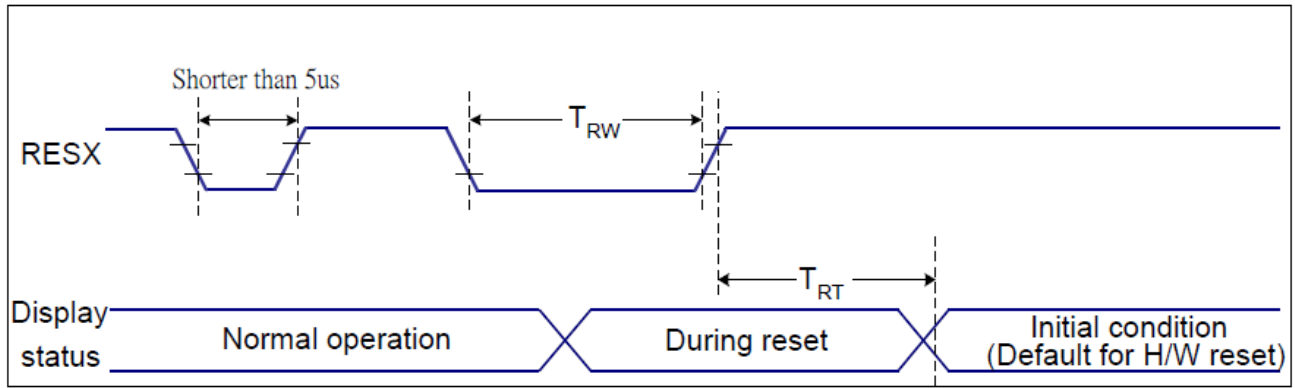 Shorter than 5us
TRW
RESX
TRT
Display
status
Normal operation
During reset
Initial condition
(Default for H/W reset)